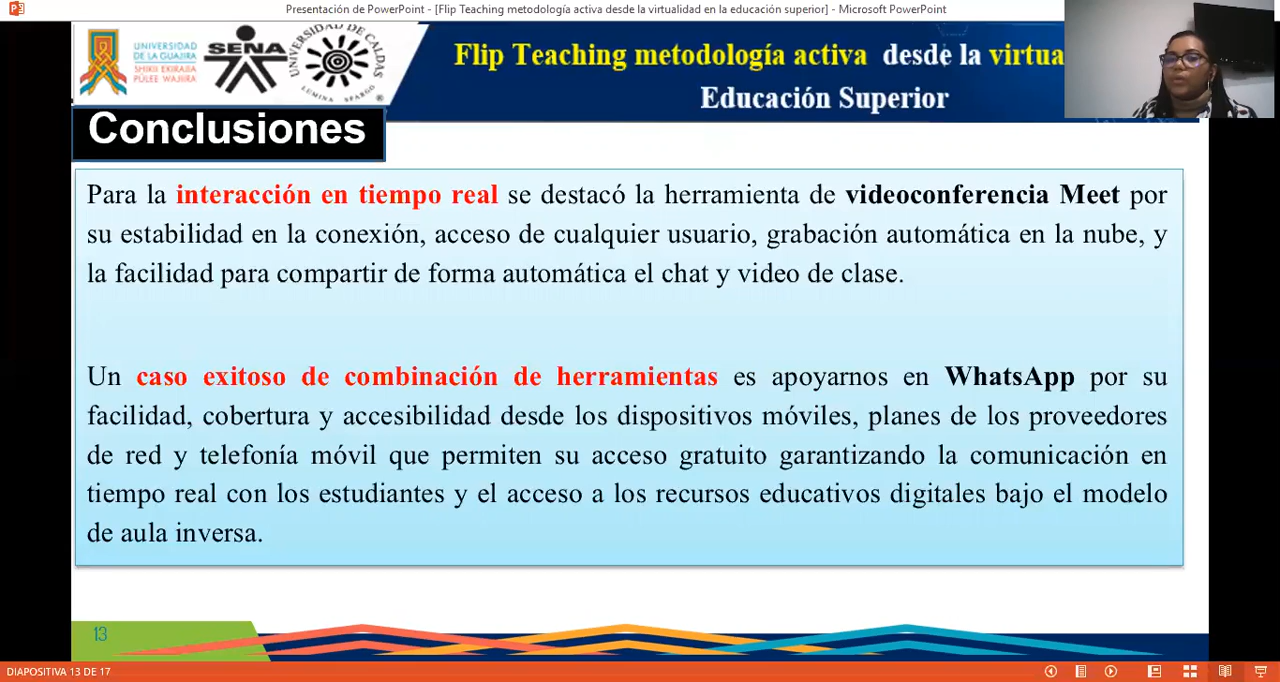 Presentación de PowerPoint - [Flip Teaching metodología activa desde la virtualidad en la educación superior] - Microsoft PowerPoint
UNIVERSIDAD
DE LA GUAJIRA
SHIKII EKIRAJIA
PÜLEE WAJIIRA
SENA
UNIVERSIDAD DE CALDAS
LUMINA SPARGO
®
Flip Teaching metodología activa desde la virtua
Educación Superior
Conclusiones
Para la interacción en tiempo real se destacó la herramienta de videoconferencia Meet por
su estabilidad en la conexión, acceso de cualquier usuario, grabación automática en la nube, y
la facilidad para compartir de forma automática el chat y video de clase.
Un caso exitoso de combinación de herramientas es apoyarnos en WhatsApp por su
facilidad, cobertura y accesibilidad desde los dispositivos móviles, planes de los proveedores
de red y telefonía móvil que permiten su acceso gratuito garantizando la comunicación en
tiempo real con los estudiantes y el acceso a los recursos educativos digitales bajo el modelo
de aula inversa.
13
DIAPOSITIVA 13 DE 17